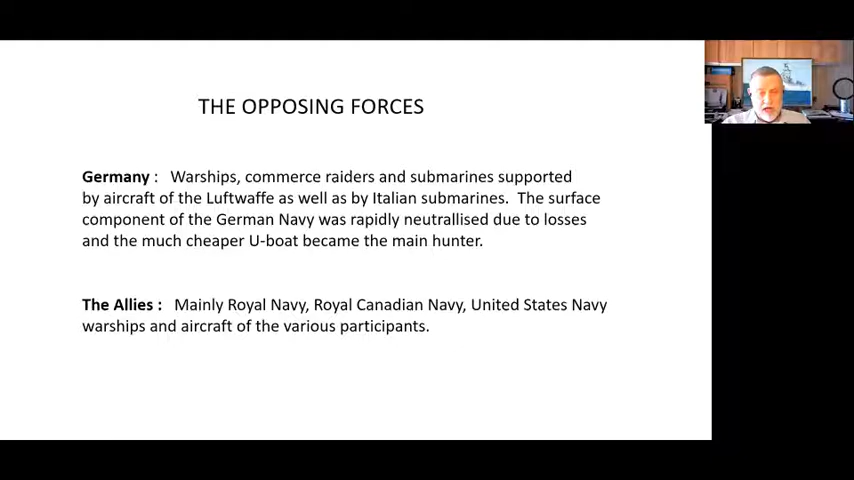 THE OPPOSING FORCES
Germany : Warships, commerce raiders and submarines supported
by aircraft of the Luftwaffe as well as by Italian submarines. The surface
component of the German Navy was rapidly neutrallised due to losses
and the much cheaper U-boat became the main hunter.
The Allies : Mainly Royal Navy, Royal Canadian Navy, United States Navy
warships and aircraft of the various participants.